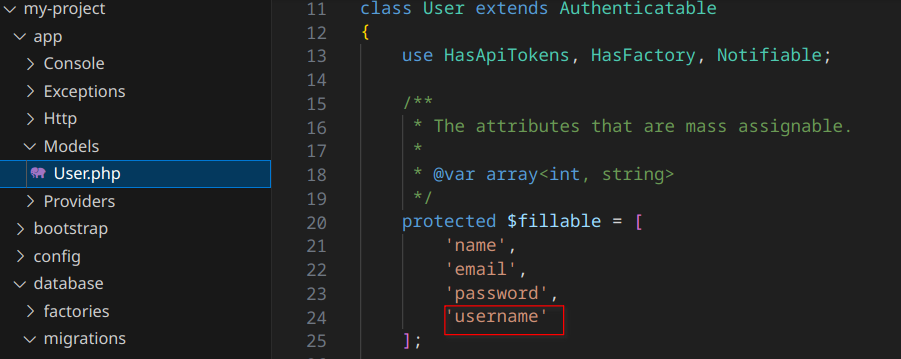 my-project
app
Console
Exceptions
Http
Models
User.php
Providers
bootstrap
config
database
factories
migrations
11 class User extends Authenticatable
12 {
13 use HasApiTokens, HasFactory, Notifiable;
14
15 /**
16 * The attributes that are mass assignable.
17 *
18 * @var array<int, string>
19 */
20 protected $fillable = [
21 'name',
22 'email',
23 'password',
24 'username'
25 ];